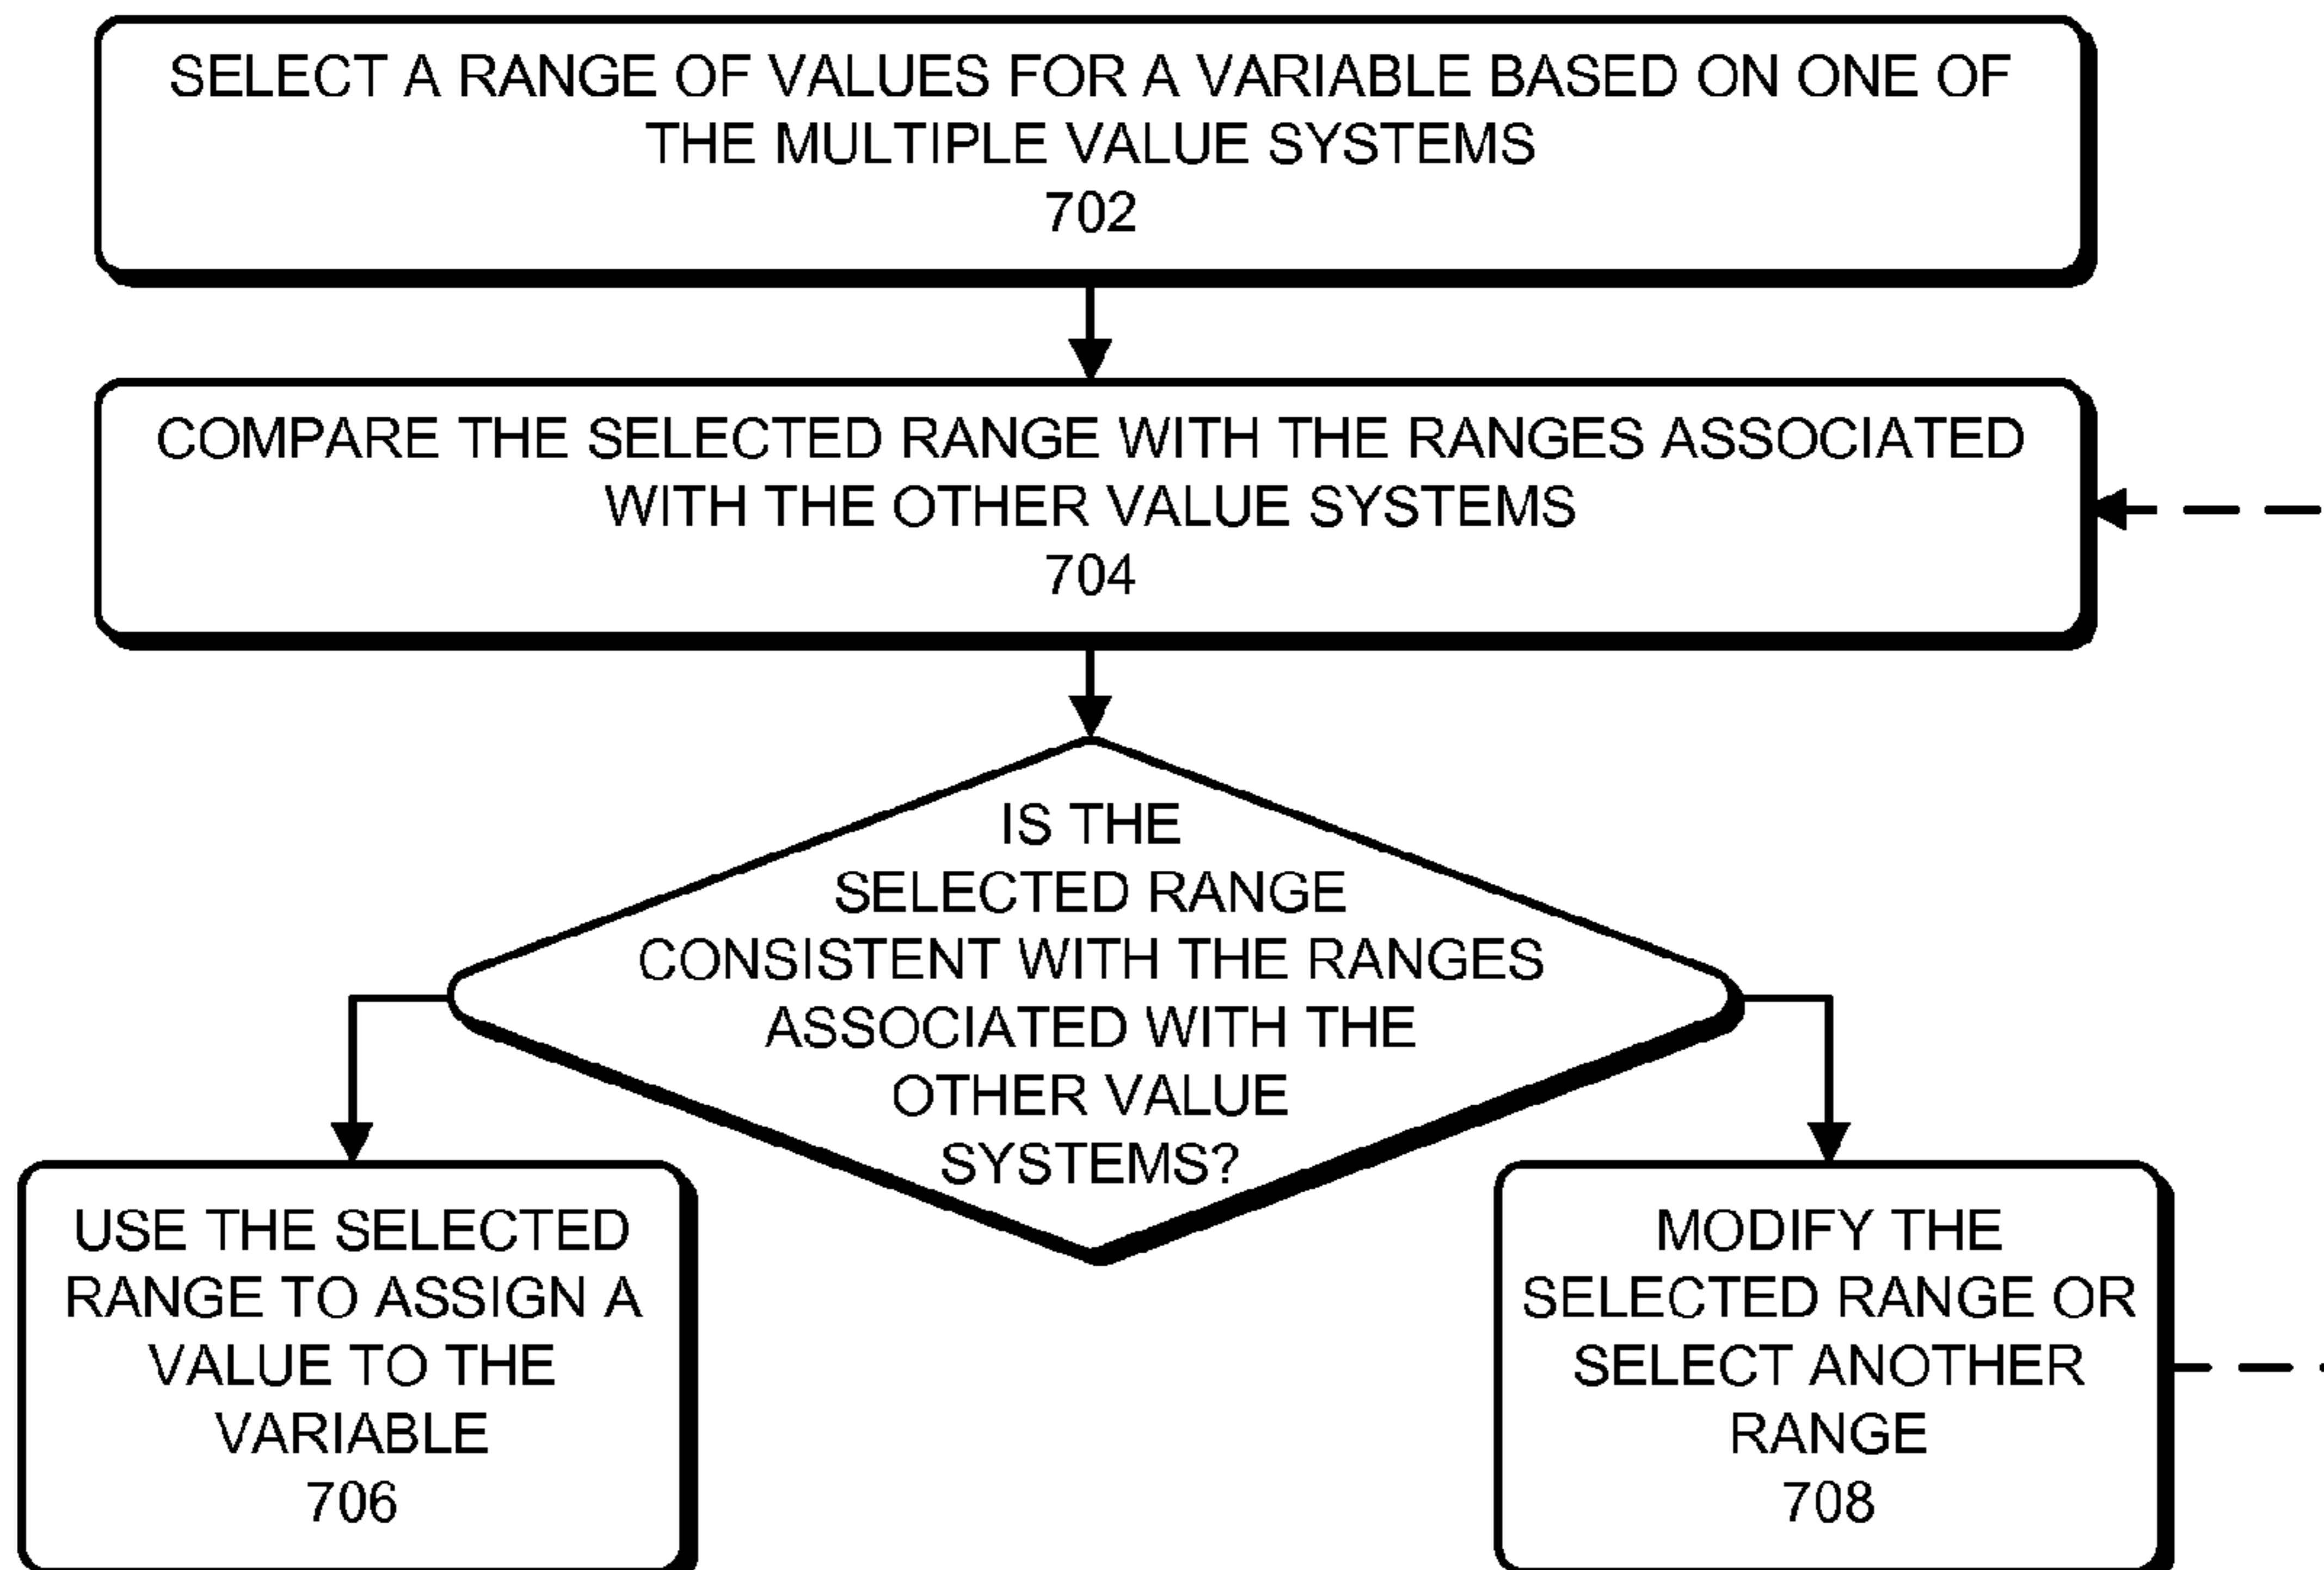 SELECT A RANGE OF VALUES FOR A VARIABLE BASED ON ONE OF
THE MULTIPLE VALUE SYSTEMS
702
COMPARE THE SELECTED RANGE WITH THE RANGES ASSOCIATED
WITH THE OTHER VALUE SYSTEMS
704
IS THE
SELECTED RANGE
CONSISTENT WITH THE RANGES
ASSOCIATED WITH THE
OTHER VALUE
SYSTEMS?
USE THE SELECTED
RANGE TO ASSIGN A
VALUE TO THE
VARIABLE
706
MODIFY THE
SELECTED RANGE OR
SELECT ANOTHER
RANGE
708